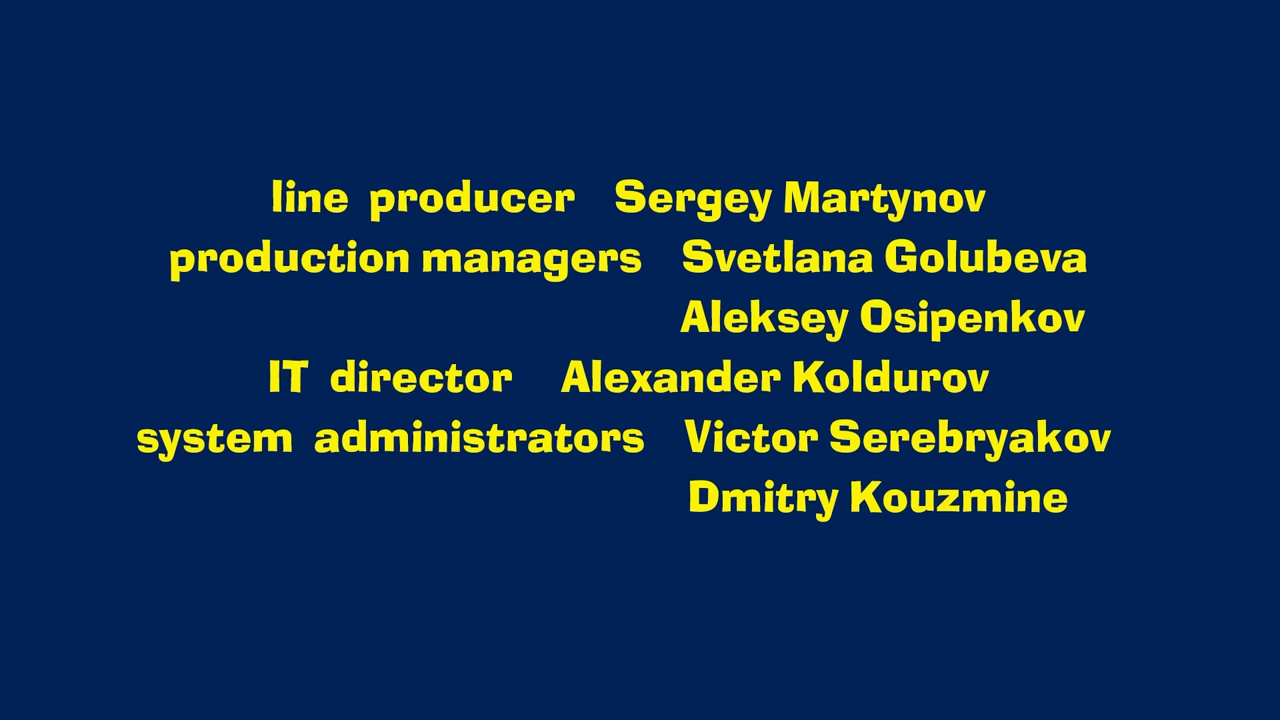 line producer Sergey Martynov
production managers Svetlana Golubeva
Aleksey Osipenkov
IT director Alexander Koldurov
system administrators Victor Serebryakov
Dmitry Kouzmine